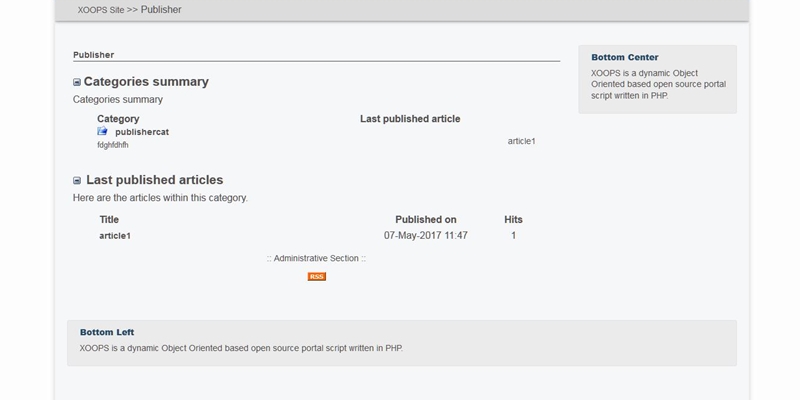 XOOPS Site >> Publisher
Publisher
Categories summary
Categories summary
Category Last published article
publishercat
fdghfdhfh article1
Last published articles
Here are the articles within this category.
Title Published on Hits
article1 07-May-2017 11:47 1
:: Administrative Section ::
RSS
Bottom Center
XOOPS is a dynamic Object
Oriented based open source portal
script written in PHP.
Bottom Left
XOOPS is a dynamic Object Oriented based open source portal script written in PHP.